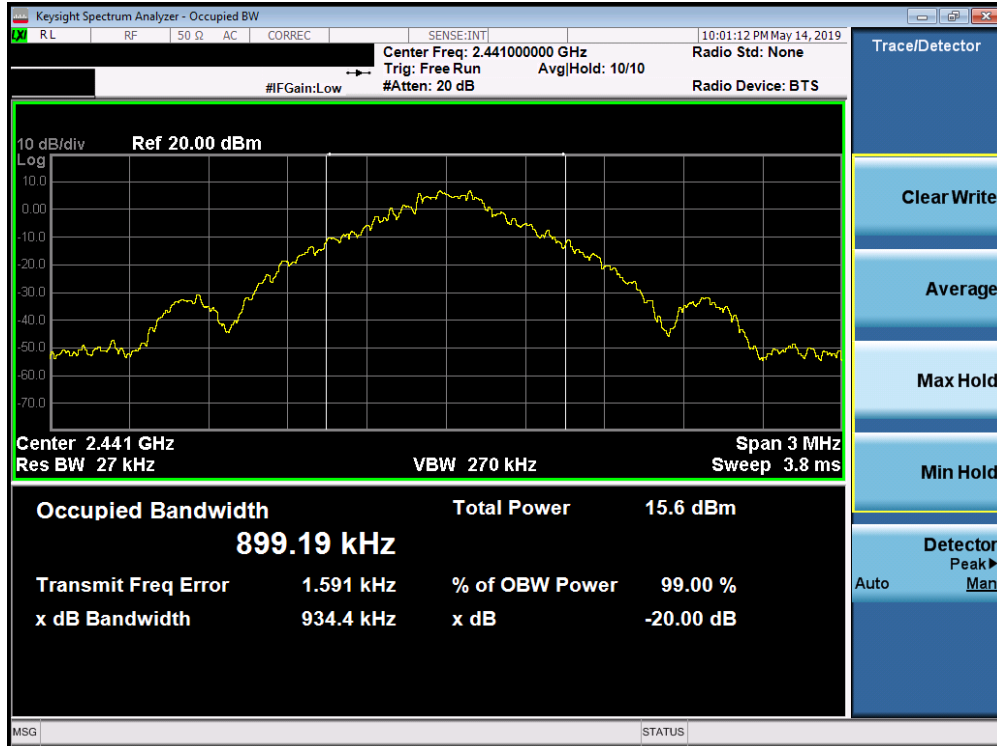 Keysight Spectrum Analyzer - Occupied BW
LXI RL RF 50 Ω AC CORREC SENSE:INT 10:01:12 PM May 14, 2019
Center Freq: 2.441000000 GHz Radio Std: None
Trig: Free Run Avg|Hold: 10/10
#IFGain:Low #Atten: 20 dB Radio Device: BTS
10 dB/div Ref 20.00 dBm
Log
10.0
0.00
-10.0
-20.0
-30.0
-40.0
-50.0
-60.0
-70.0
Center 2.441 GHz Span 3 MHz
Res BW 27 kHz VBW 270 kHz Sweep 3.8 ms
Occupied Bandwidth Total Power 15.6 dBm
899.19 kHz
Transmit Freq Error 1.591 kHz % of OBW Power 99.00 %
x dB Bandwidth 934.4 kHz x dB -20.00 dB
Trace/Detector
Clear Write
Average
Max Hold
Min Hold
Detector
Peak▶
Auto Man
MSG STATUS